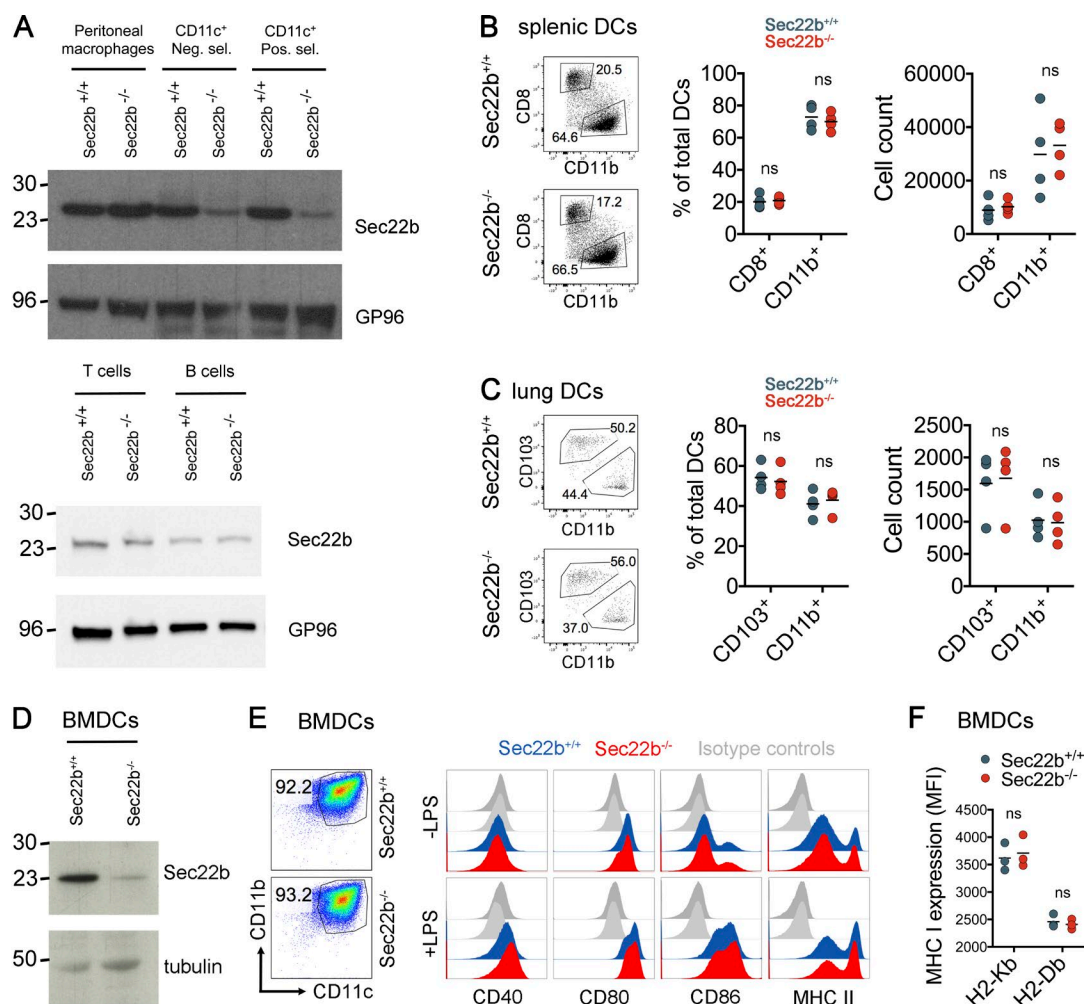 A
Peritoneal macrophages
CD11c+ Neg. sel.
CD11c+ Pos. sel.
Sec22b+/+
Sec22b-/-
Sec22b+/+
Sec22b-/-
Sec22b+/+
Sec22b-/-
30
23
Sec22b
96
GP96
T cells
B cells
Sec22b+/+
Sec22b-/-
Sec22b+/+
Sec22b-/-
30
23
Sec22b
96
GP96
B
splenic DCs
Sec22b+/+
Sec22b-/-
Sec22b+/+
CD8
20.5
64.6
CD11b
Sec22b-/-
CD8
17.2
66.5
CD11b
% of total DCs
100
80
60
40
20
0
ns
ns
CD8+
CD11b+
Cell count
60000
40000
20000
0
ns
ns
CD8+
CD11b+
C
lung DCs
Sec22b+/+
Sec22b-/-
Sec22b+/+
CD103
50.2
44.4
CD11b
Sec22b-/-
CD103
56.0
37.0
CD11b
% of total DCs
80
60
40
20
0
ns
ns
CD103+
CD11b+
Cell count
2500
2000
1500
1000
500
0
ns
ns
CD103+
CD11b+
D
BMDCs
Sec22b+/+
Sec22b-/-
30
23
Sec22b
50
tubulin
E
BMDCs
Sec22b+/+
Sec22b-/-
Isotype controls
92.2
Sec22b+/+
93.2
Sec22b-/-
CD11b
CD11c
-LPS
+LPS
CD40
CD80
CD86
MHC II
F
BMDCs
Sec22b+/+
Sec22b-/-
MHC I expression (MFI)
4500
4000
3500
3000
2500
2000
ns
ns
H2-Kb
H2-Db